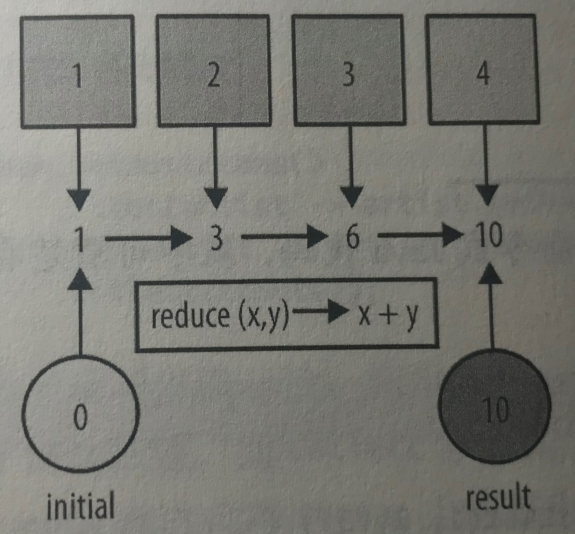 1 2 3 4
1 3 6 10
reduce (x,y) → x + y
0 10
initial result